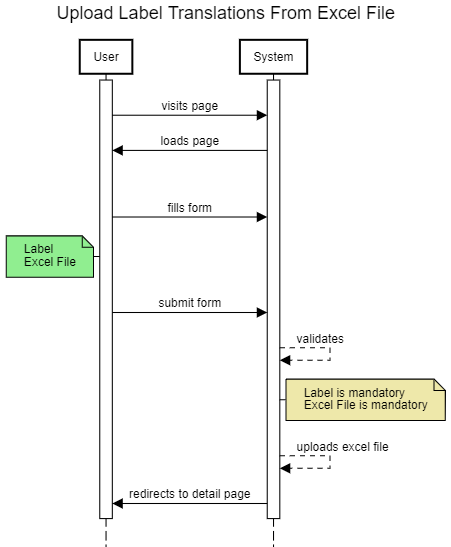 Upload Label Translations From Excel File
User
System
visits page
loads page
fills form
Label
Excel File
submit form
validates
Label is mandatory
Excel File is mandatory
uploads excel file
redirects to detail page